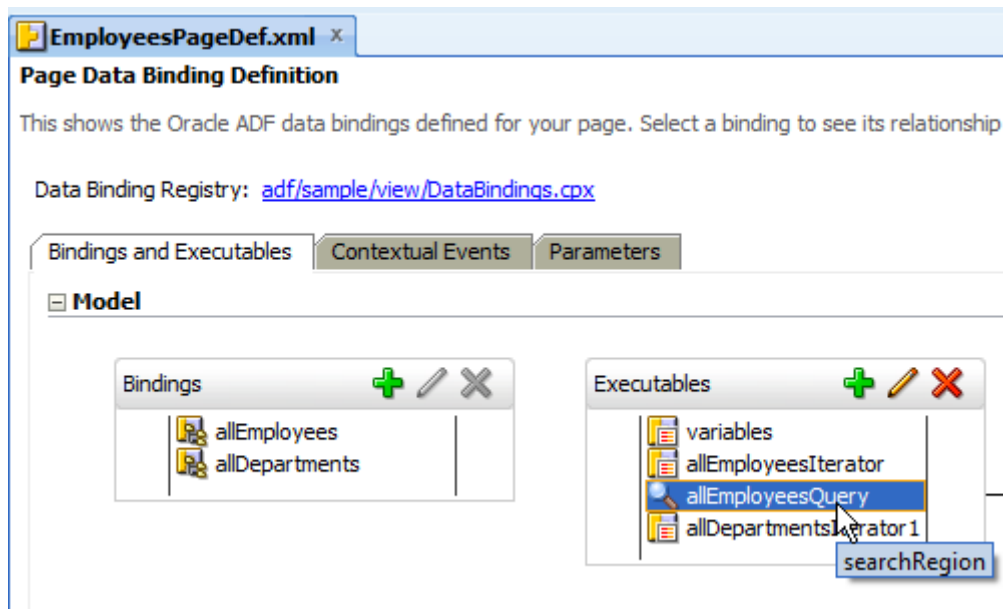 EmployeesPageDef.xml x
Page Data Binding Definition
This shows the Oracle ADF data bindings defined for your page. Select a binding to see its relationship
Data Binding Registry: adf/sample/view/DataBindings.cpx
Bindings and Executables Contextual Events Parameters
Model
Bindings
allEmployees
allDepartments
Executables
variables
allEmployeesIterator
allEmployeesQuery
allDepartmentsIterator1
searchRegion